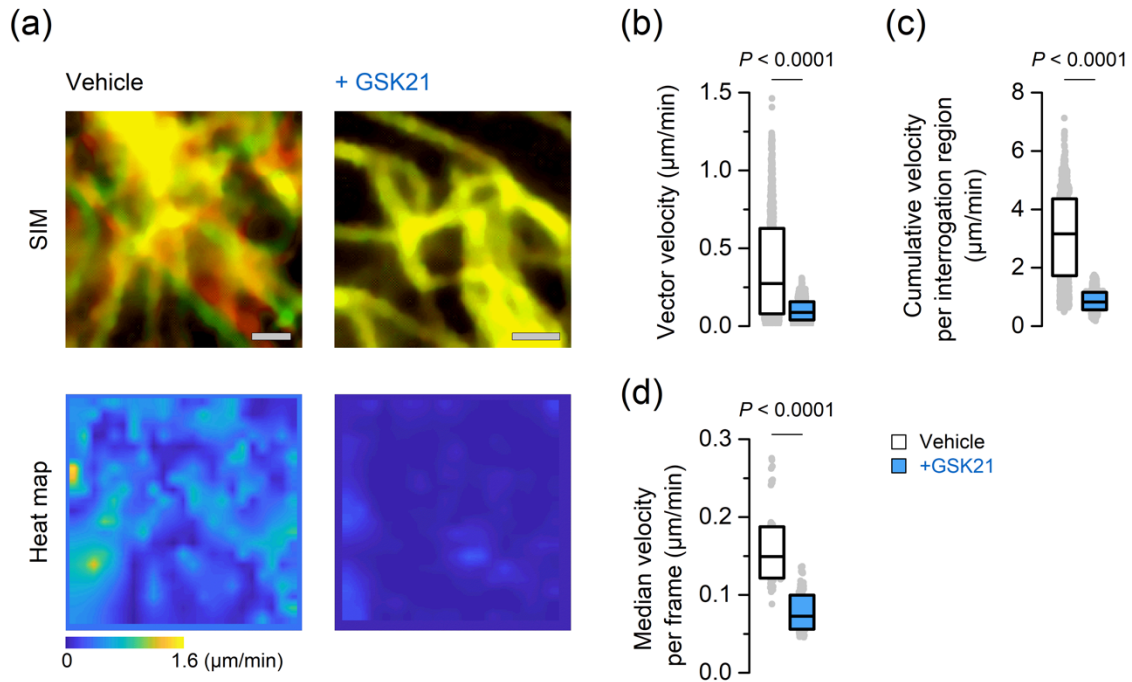 (a)
Vehicle
+ GSK21
SIM
Heat map
0
1.6 (µm/min)
(b)
P < 0.0001
Vector velocity (µm/min)
1.5
1.0
0.5
0.0
(c)
P < 0.0001
Cumulative velocity
per interrogation region
(µm/min)
8
6
4
2
0
(d)
P < 0.0001
Median velocity
per frame (µm/min)
0.3
0.2
0.1
0.0
Vehicle
+GSK21